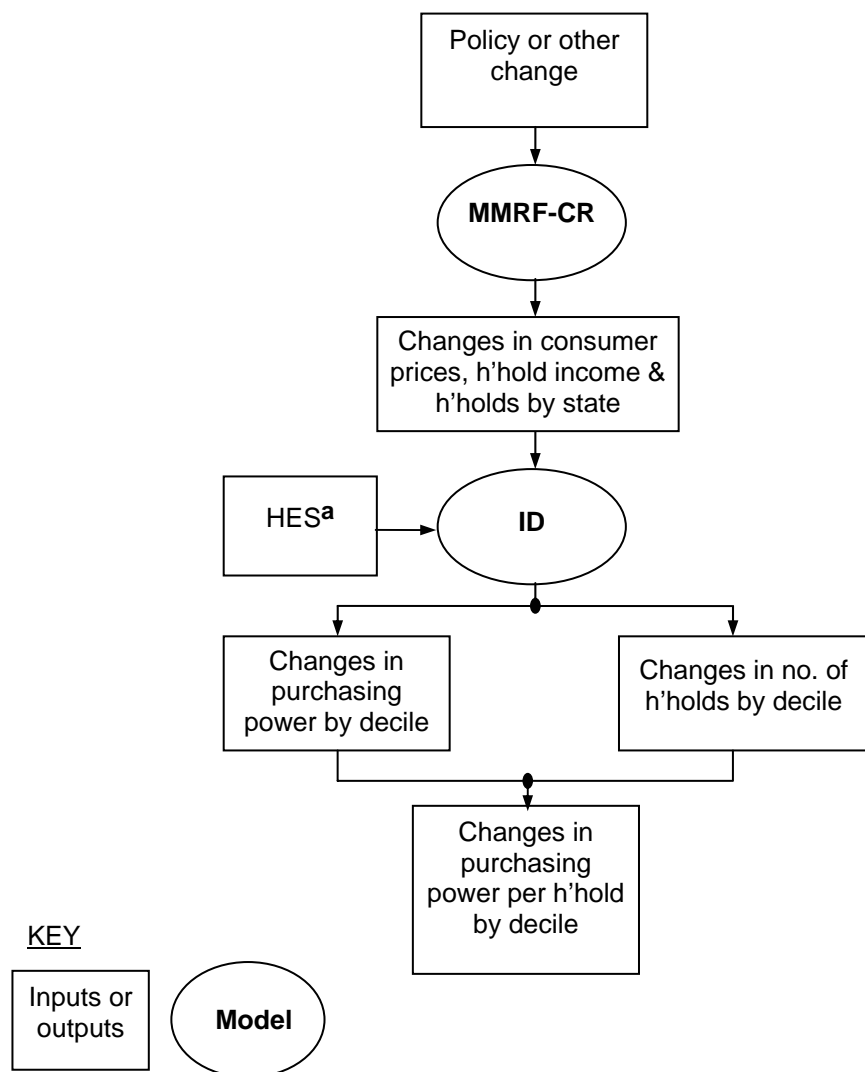 Policy or other
change
MMRF-CR
Changes in consumer
prices, h’hold income &
h’holds by state
HESa
ID
Changes in
purchasing
power by decile
Changes in no. of
h’holds by decile
Changes in
purchasing
power per h’hold
by decile
KEY
Inputs or
outputs
Model